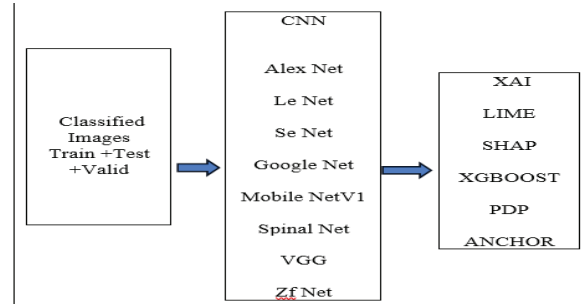 Classified
Images
Train +Test
+Valid
CNN
Alex Net
Le Net
Se Net
Google Net
Mobile NetV1
Spinal Net
VGG
Zf Net
XAI
LIME
SHAP
XGBOOST
PDP
ANCHOR